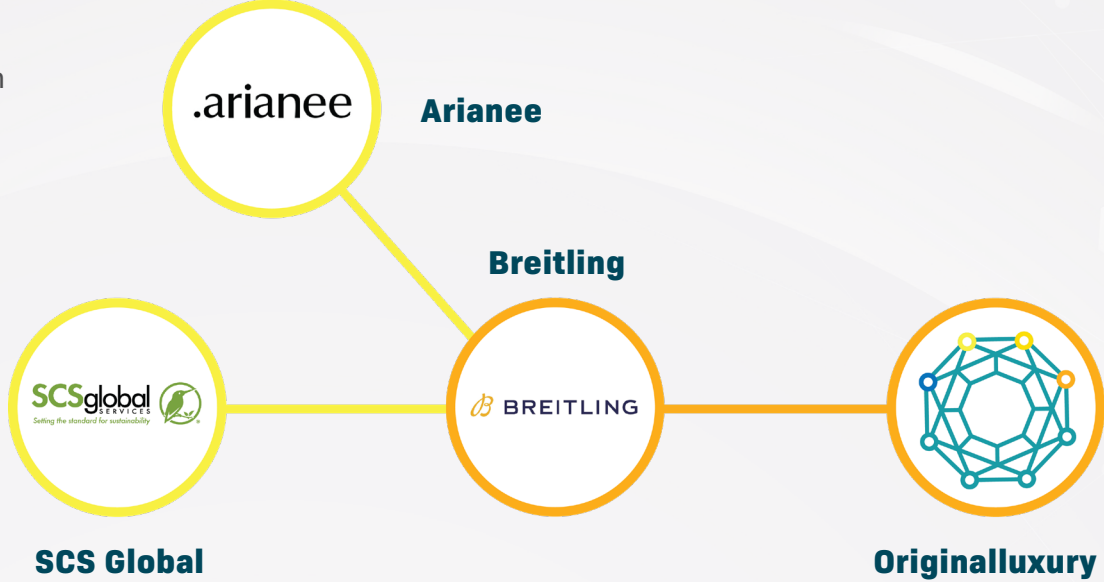 n
.arianee
Arianee
Breitling
SCSglobal
SERVICES
Setting the standard for sustainability
B BREITLING
SCS Global
Originalluxury